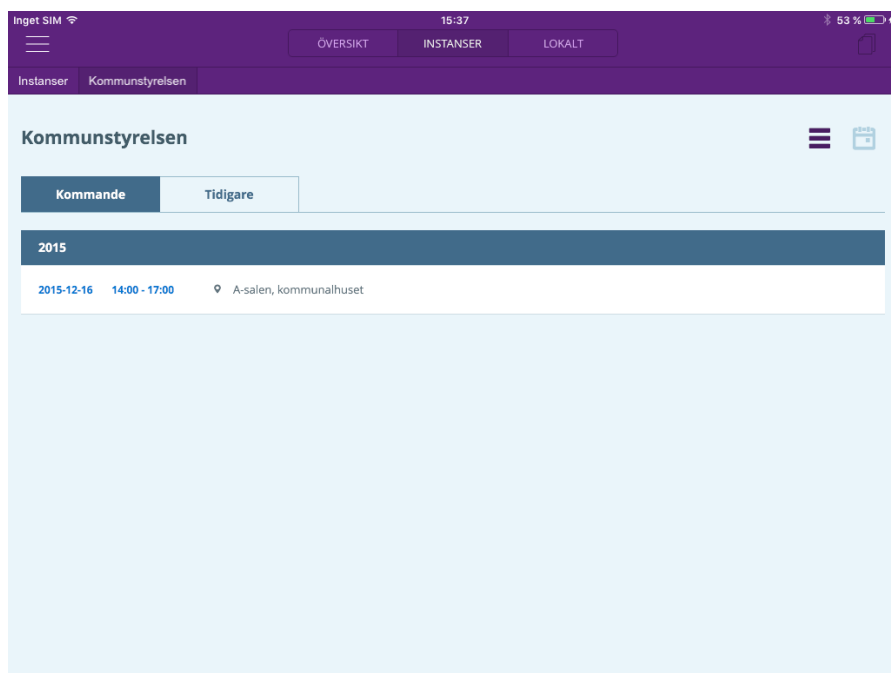 Inget SIM 15:37 53 %
ÖVERSIKT INSTANSER LOKALT
Instanser Kommunstyrelsen
Kommunstyrelsen
Kommande Tidigare
2015
2015-12-16 14:00 - 17:00 A-salen, kommunalhuset